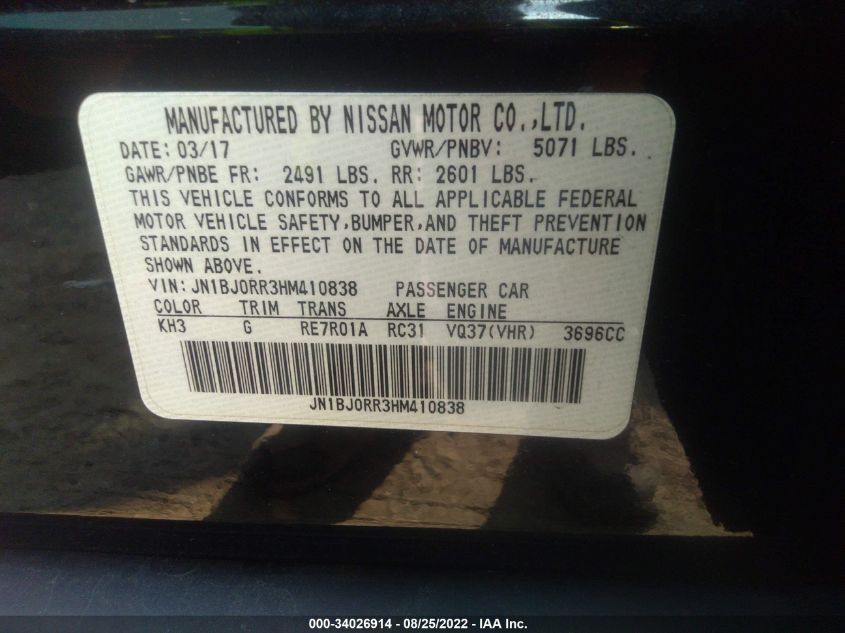 MANUFACTURED BY NISSAN MOTOR CO.,LTD.
DATE: 03/17 GVWR/PNBV: 5071 LBS.
GAWR/PNBE FR: 2491 LBS. RR: 2601 LBS.
THIS VEHICLE CONFORMS TO ALL APPLICABLE FEDERAL
MOTOR VEHICLE SAFETY,BUMPER,AND THEFT PREVENTION
STANDARDS IN EFFECT ON THE DATE OF MANUFACTURE
SHOWN ABOVE.
VIN: JN1BJ0RR3HM410838 PASSENGER CAR
COLOR TRIM TRANS AXLE ENGINE
KH3 G RE7R01A RC31 VQ37(VHR) 3696CC
JN1BJ0RR3HM410838
000-34026914 - 08/25/2022 - IAA Inc.